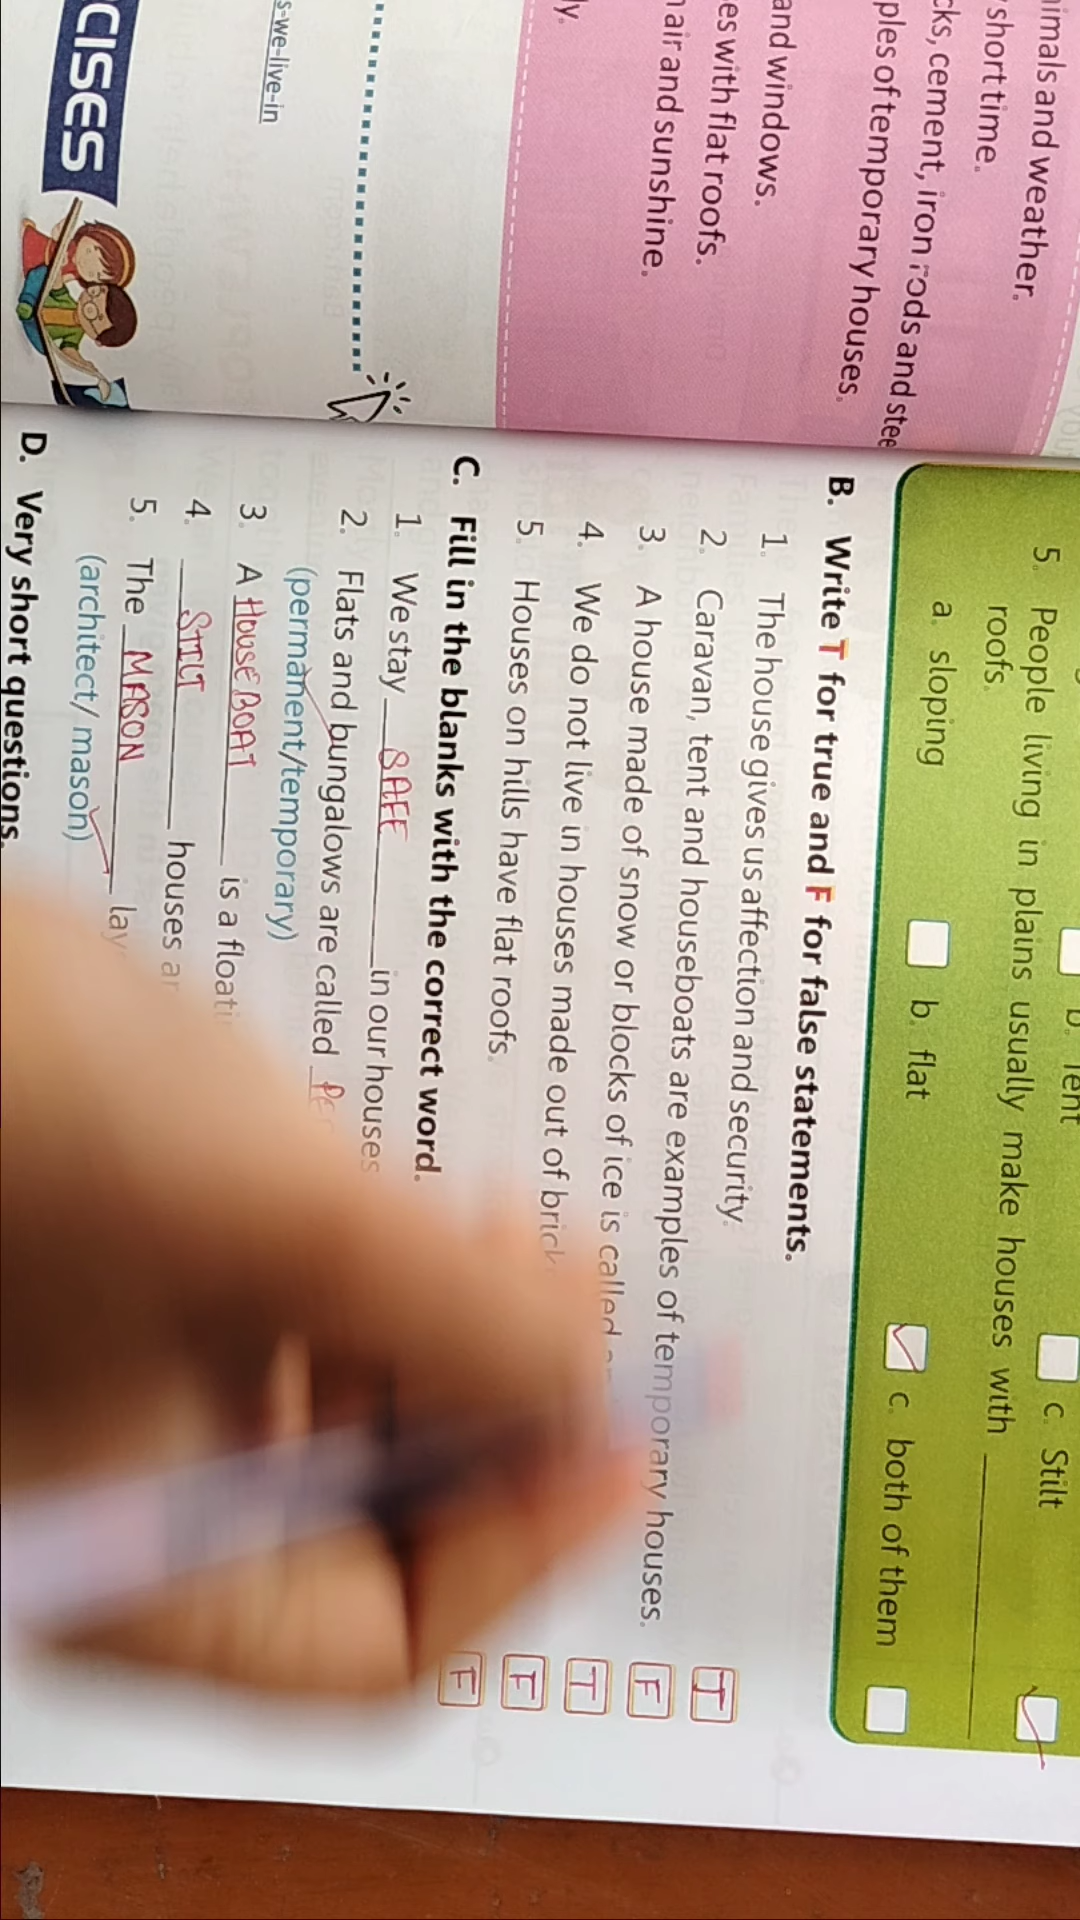 imals and weather.
short time.
cks, cement, iron rods and stee
ples of temporary houses.
and windows.
es with flat roofs.
air and sunshine.
ly.
s-we-live-in
CISES
b. Tent
c. Stilt
5. People living in plains usually make houses with
roofs.
a. sloping
b. flat
c. both of them
B. Write T for true and F for false statements.
1. The house gives us affection and security. T
2. Caravan, tent and houseboats are examples of temporary houses. F
3. A house made of snow or blocks of ice is called T
4. We do not live in houses made out of F
5. Houses on hills have flat roofs. F
C. Fill in the blanks with the correct word.
1. We stay SAFE in our houses
2. Flats and bungalows are called
(permanent/temporary)
3. A HOUSE BOAT is a
4. STILT houses
5. The MASON
(architect/ mason)
D. Very short questions.